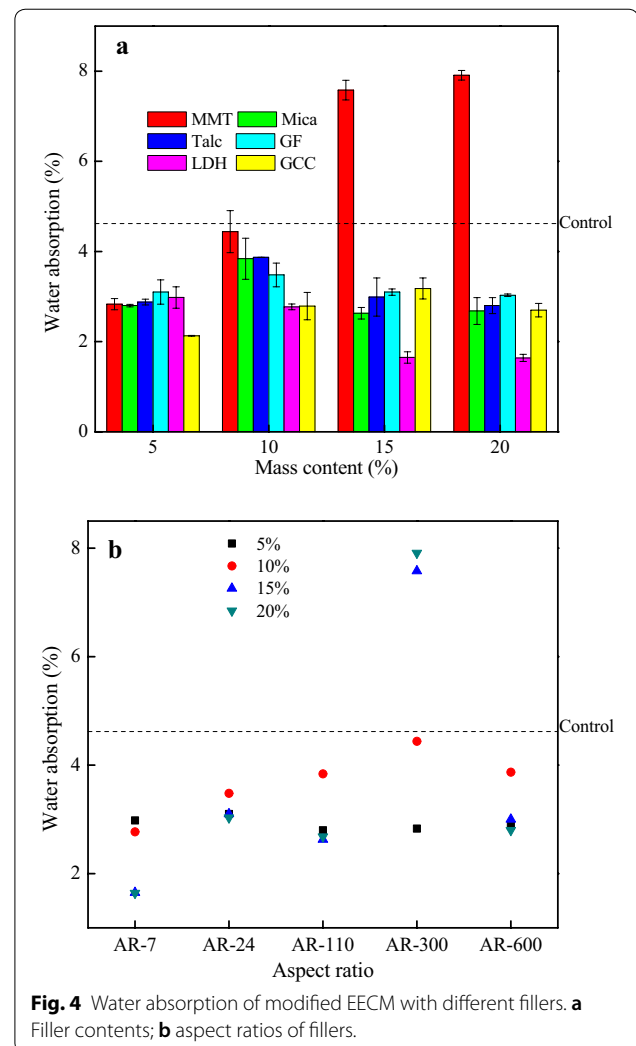 a
8
6
4
2
0
Water absorption (%)
MMT Mica
Talc GF
LDH GCC
Control
5 10 15 20
Mass content (%)
b
5%
10%
15%
20%
8
6
4
2
Water absorption (%)
Control
AR-7 AR-24 AR-110 AR-300 AR-600
Aspect ratio
Fig. 4 Water absorption of modified EECM with different fillers. a
Filler contents; b aspect ratios of fillers.